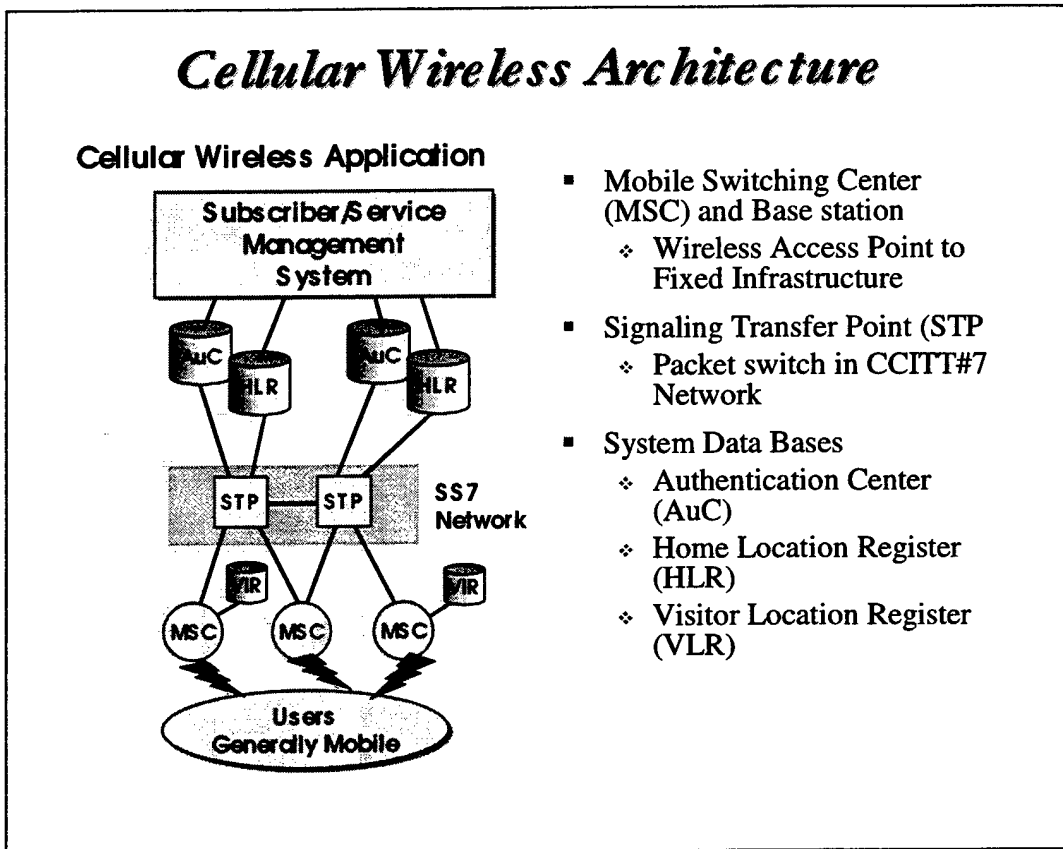 Cellular Wireless Architecture
Cellular Wireless Application
Subscriber/Service
Management
System
AuC
HLR
AuC
HLR
STP
STP
SS7
Network
VLR
VLR
MSC
MSC
MSC
Users
Generally Mobile
▪ Mobile Switching Center
(MSC) and Base station
❖ Wireless Access Point to
Fixed Infrastructure
▪ Signaling Transfer Point (STP
❖ Packet switch in CCITT#7
Network
▪ System Data Bases
❖ Authentication Center
(AuC)
❖ Home Location Register
(HLR)
❖ Visitor Location Register
(VLR)